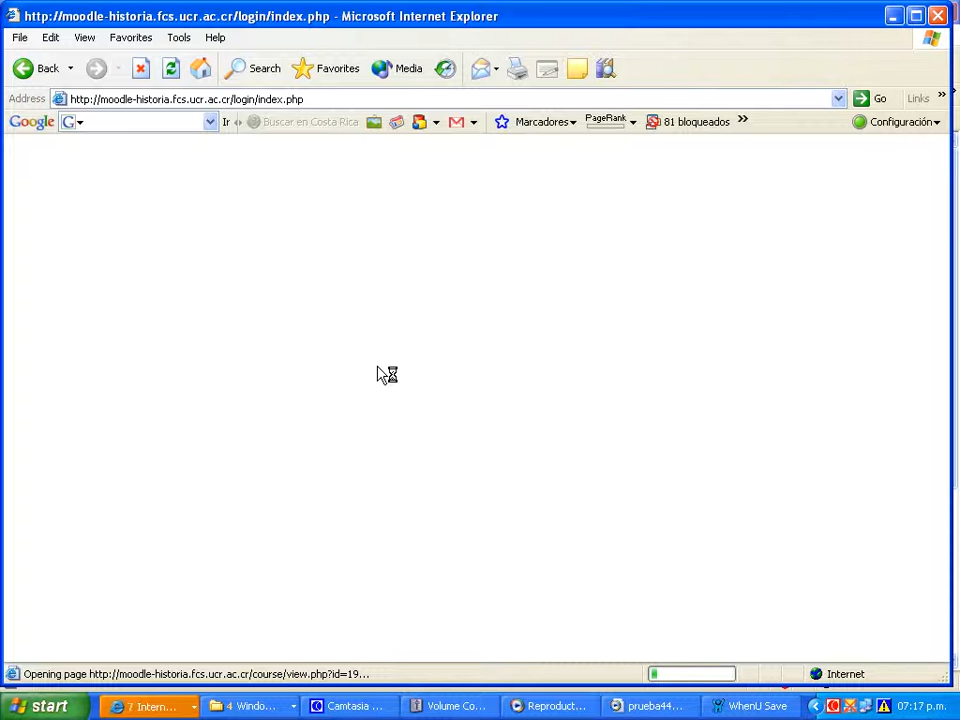 http://moodle-historia.fcs.ucr.ac.cr/login/index.php - Microsoft Internet Explorer
File Edit View Favorites Tools Help
Back Search Favorites Media
Address http://moodle-historia.fcs.ucr.ac.cr/login/index.php Go Links »
Google G Ir Buscar en Costa Rica Marcadores PageRank 81 bloqueados » Configuración
Opening page http://moodle-historia.fcs.ucr.ac.cr/course/view.php?id=19... Internet
start 7 Intern... 4 Windo... Camtasia ... Volume Co... Reproduct... prueba44... WhenU Save 07:17 p.m.